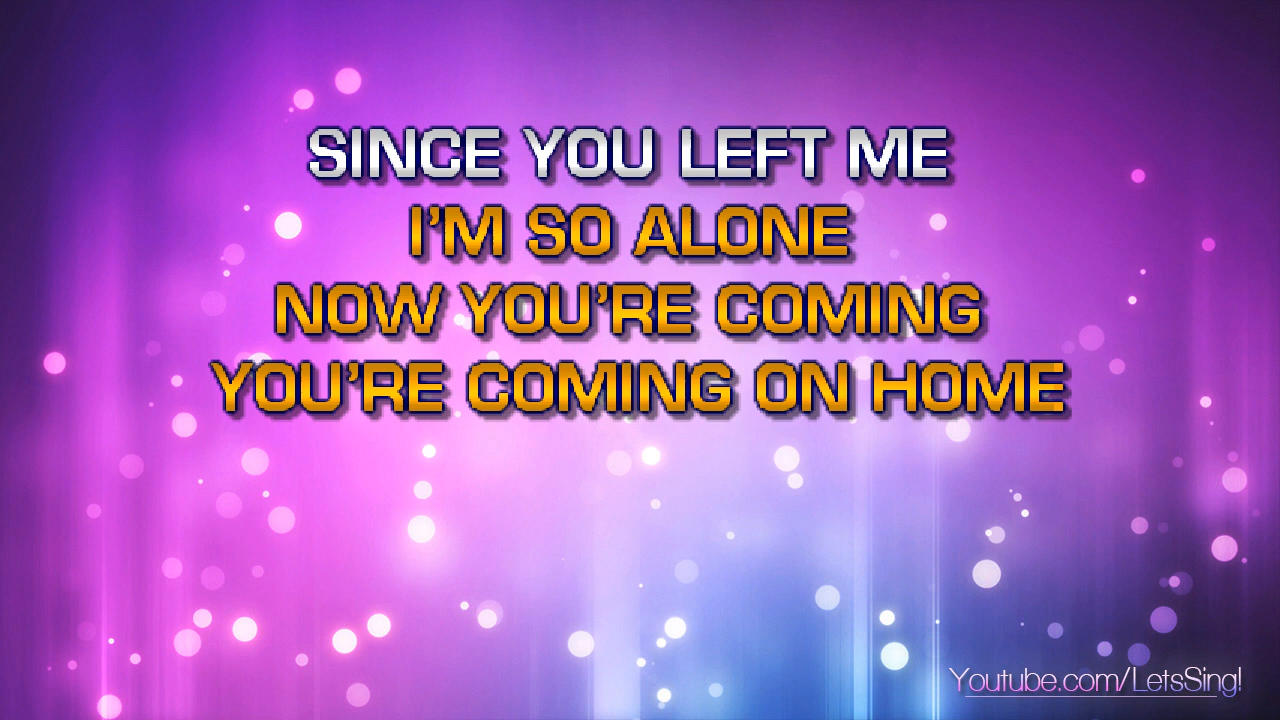 SINCE YOU LEFT ME
I'M SO ALONE
NOW YOU'RE COMING
YOU'RE COMING ON HOME
Youtube.com/LetsSing!